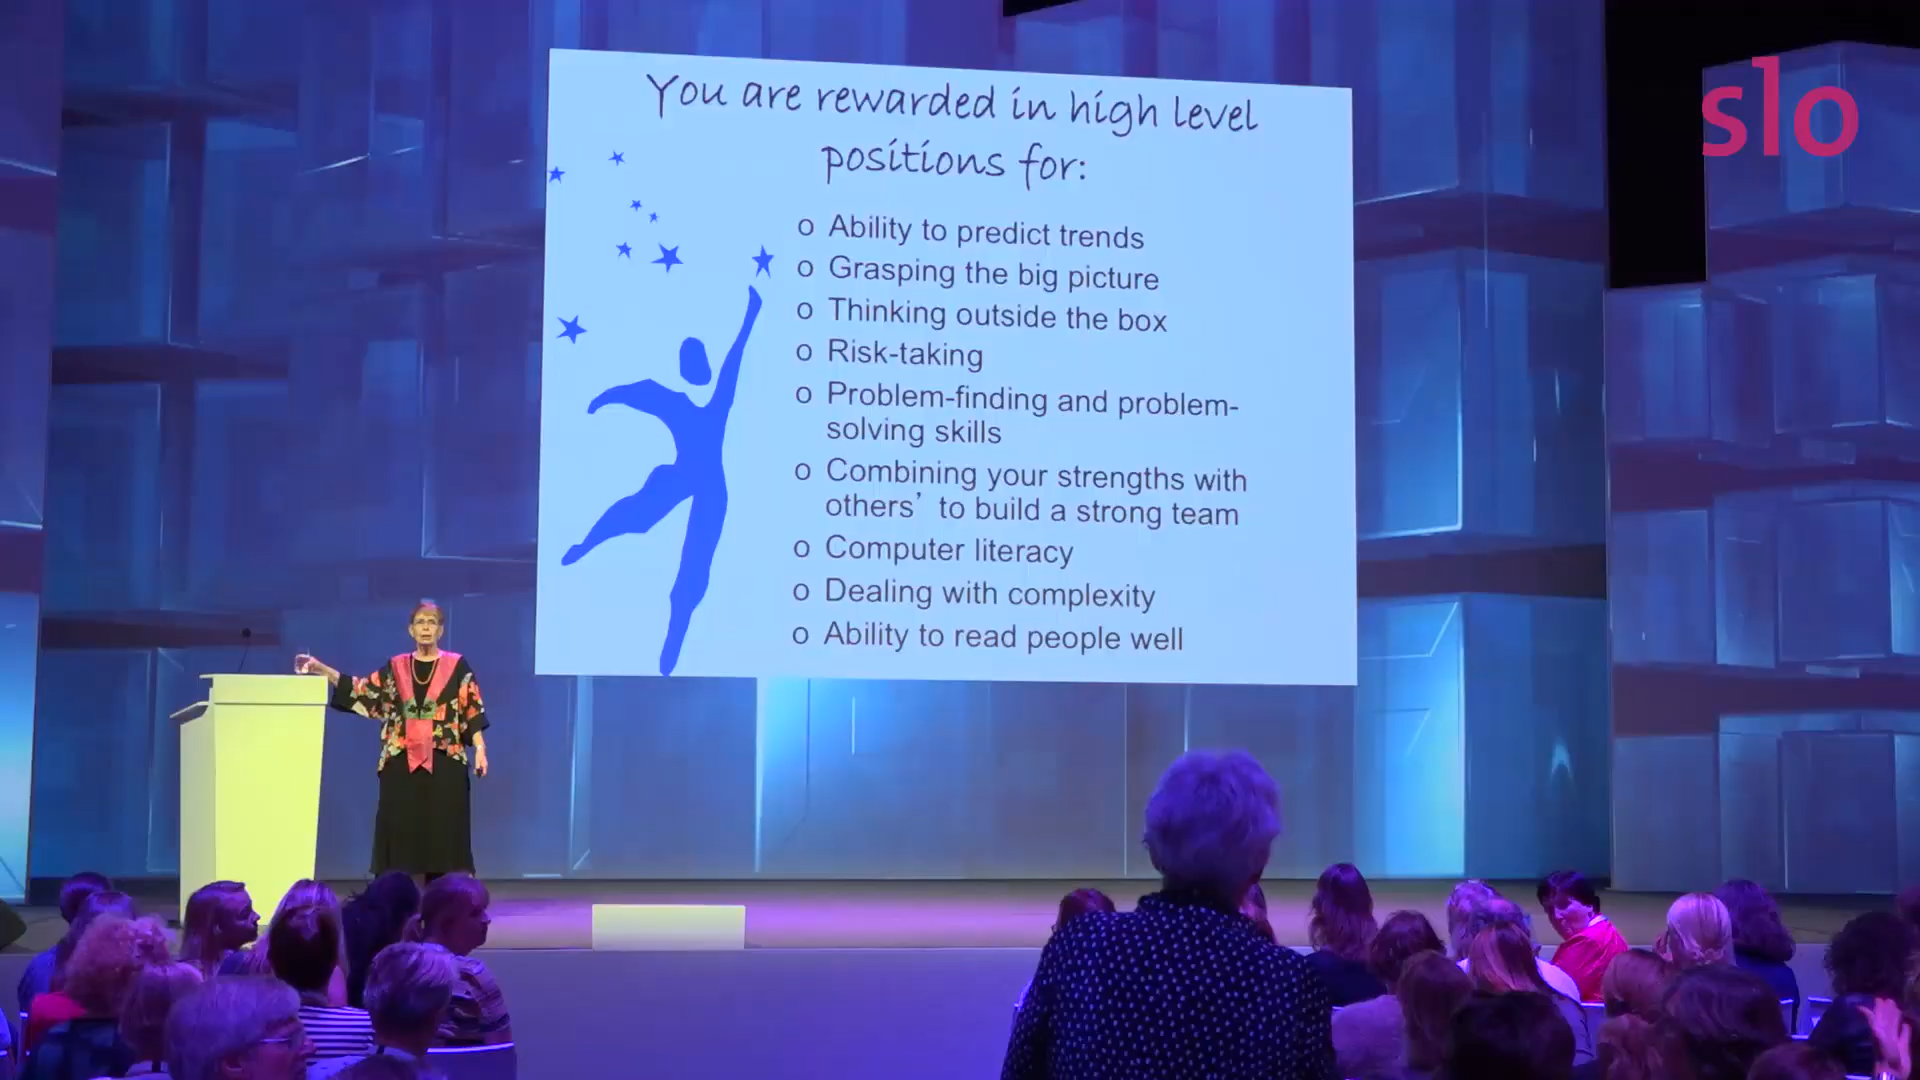 slo
You are rewarded in high level
positions for:
o Ability to predict trends
o Grasping the big picture
o Thinking outside the box
o Risk-taking
o Problem-finding and problem-
solving skills
o Combining your strengths with
others’ to build a strong team
o Computer literacy
o Dealing with complexity
o Ability to read people well